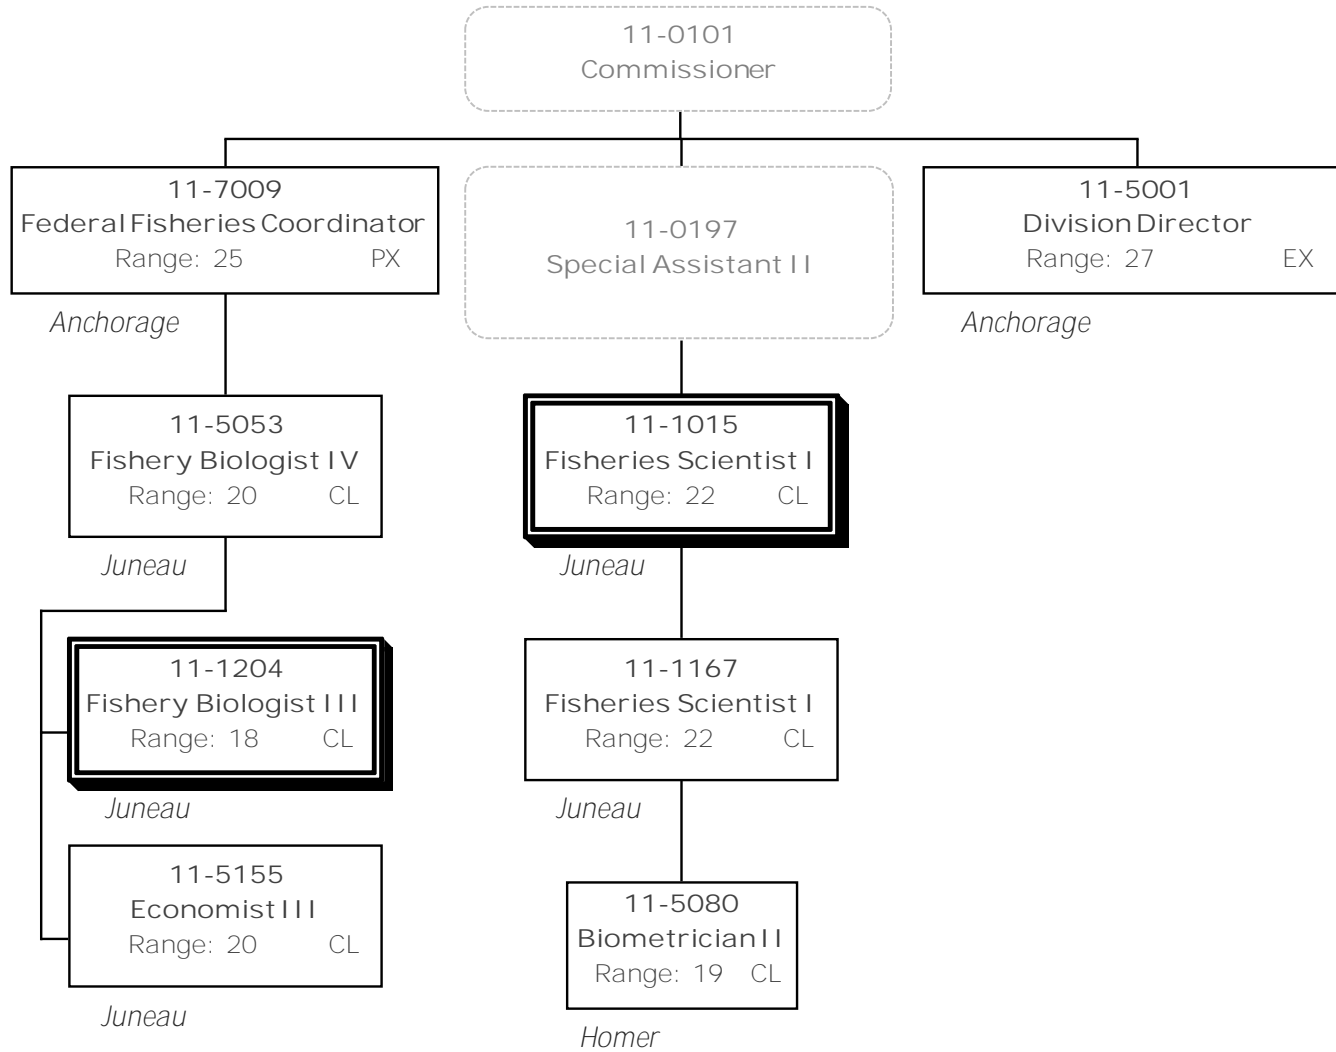 11-0101
Commissioner
11-7009
Federal Fisheries Coordinator
Range: 25 PX
Anchorage
11-0197
Special Assistant II
11-5001
Division Director
Range: 27 EX
Anchorage
11-5053
Fishery Biologist IV
Range: 20 CL
Juneau
11-1015
Fisheries Scientist I
Range: 22 CL
Juneau
11-1204
Fishery Biologist III
Range: 18 CL
Juneau
11-1167
Fisheries Scientist I
Range: 22 CL
Juneau
11-5155
Economist III
Range: 20 CL
Juneau
11-5080
Biometrician II
Range: 19 CL
Homer